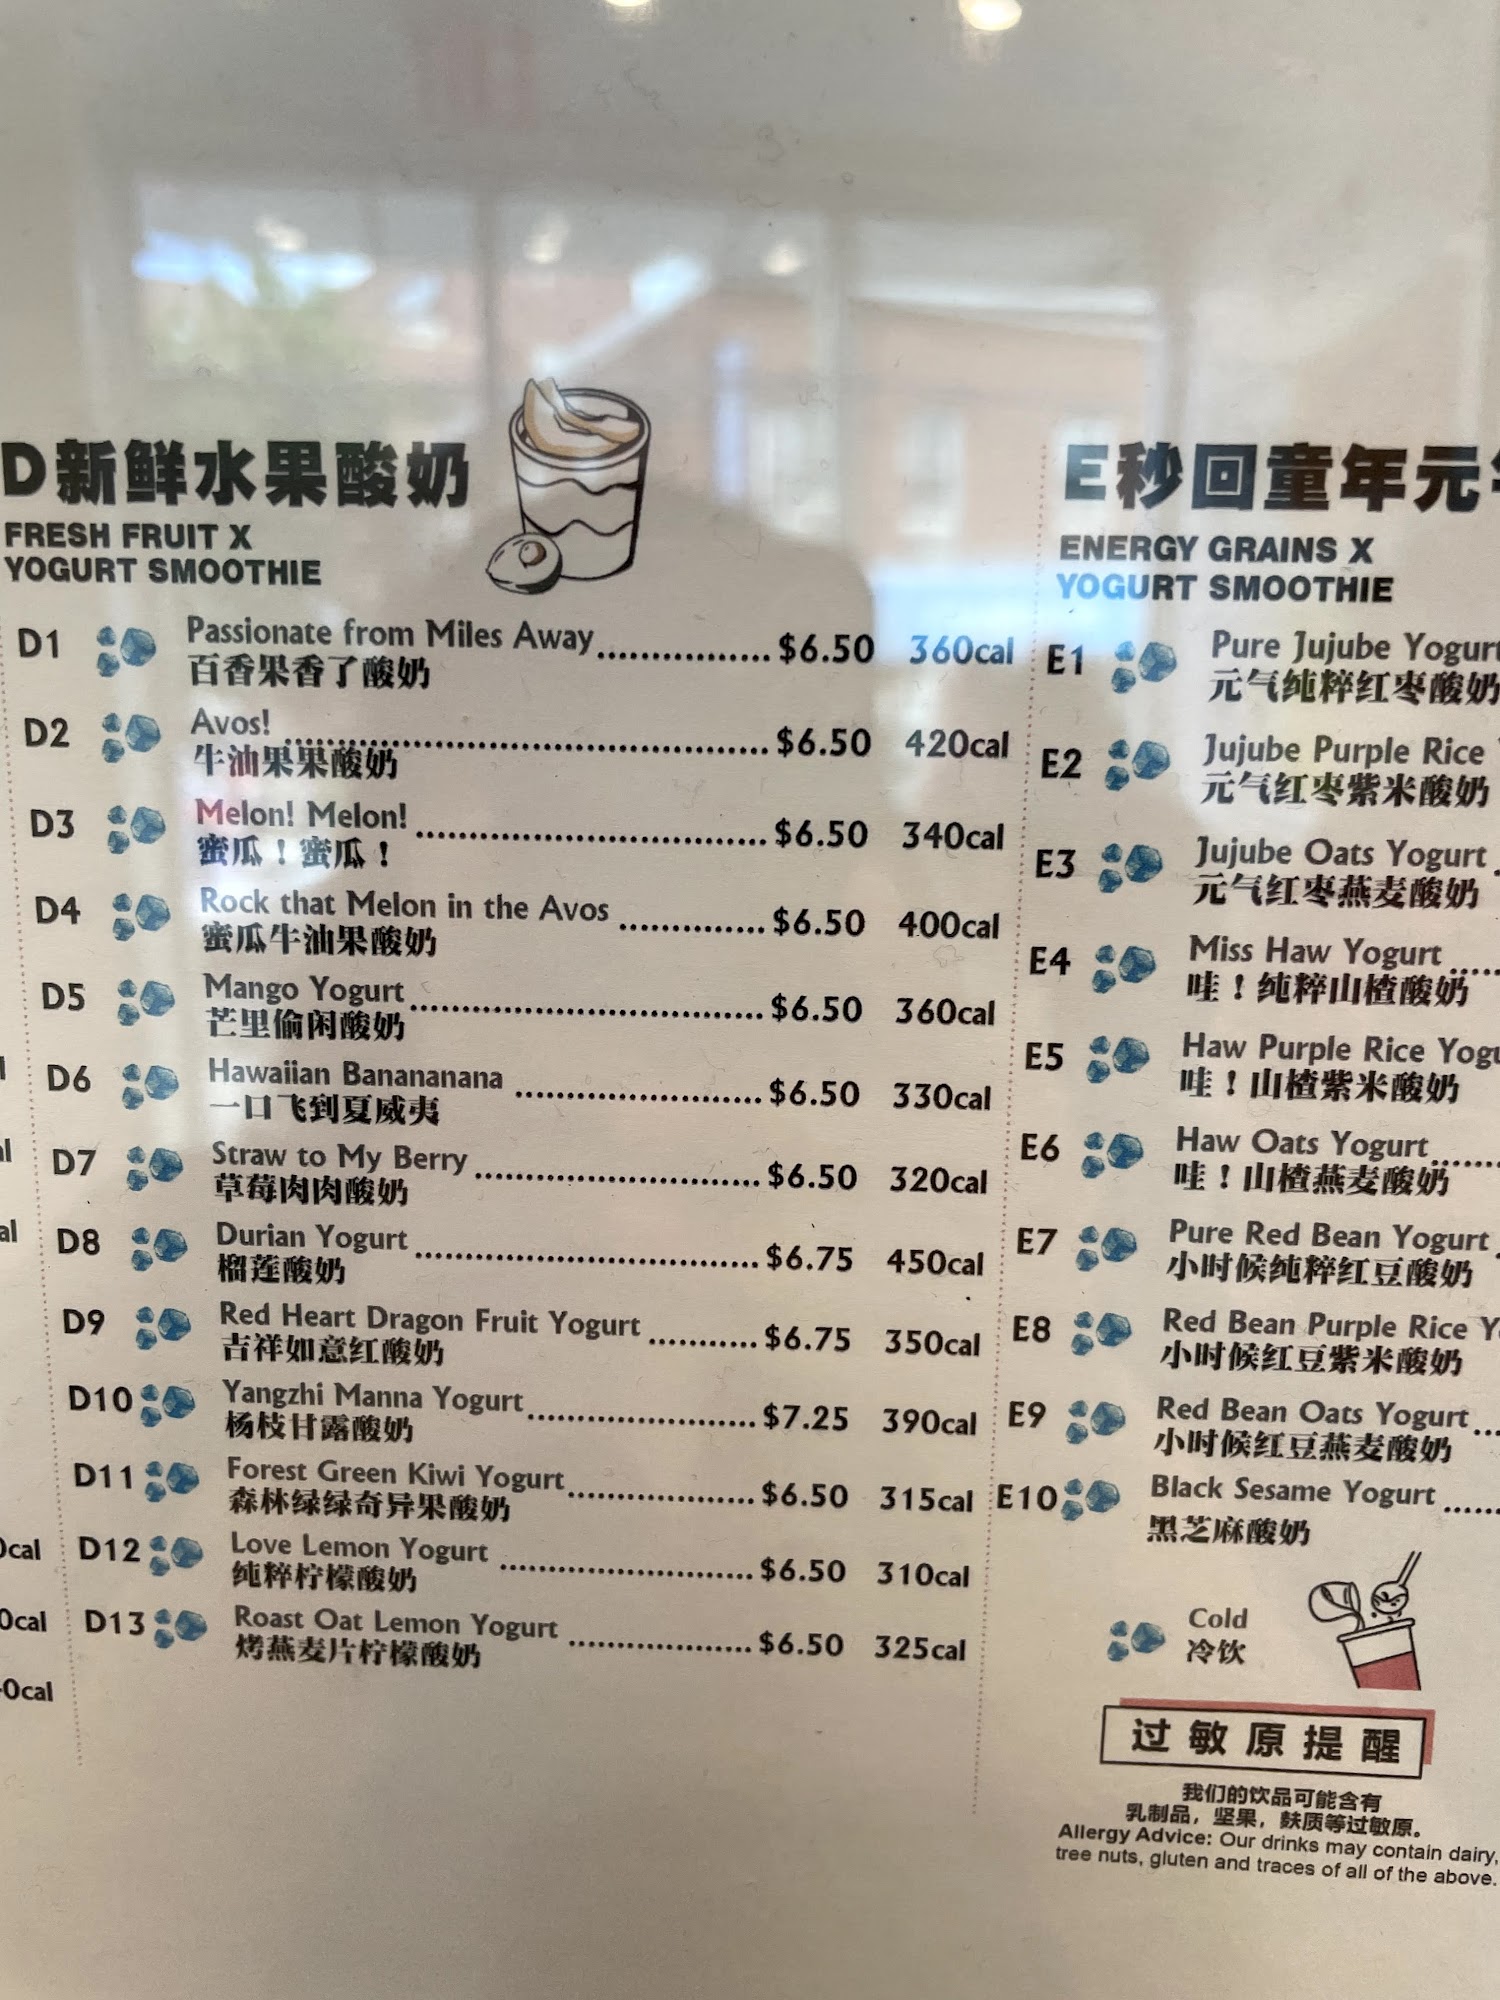 D新鲜水果酸奶
FRESH FRUIT X
YOGURT SMOOTHIE
D1 Passionate from Miles Away................$6.50 360cal
百香果香了酸奶
D2 Avos!
牛油果果酸奶 ................$6.50 420cal
D3 Melon! Melon! ................$6.50 340cal
蜜瓜！蜜瓜！
D4 Rock that Melon in the Avos ................$6.50 400cal
蜜瓜牛油果酸奶
D5 Mango Yogurt ................$6.50 360cal
芒里偷闲酸奶
D6 Hawaiian Banananana ................$6.50 330cal
一口飞到夏威夷
D7 Straw to My Berry ................$6.50 320cal
草莓肉肉酸奶
D8 Durian Yogurt ................$6.75 450cal
榴莲酸奶
D9 Red Heart Dragon Fruit Yogurt ...........$6.75 350cal
吉祥如意红酸奶
D10 Yangzhi Manna Yogurt ................$7.25 390cal
杨枝甘露酸奶
D11 Forest Green Kiwi Yogurt ................$6.50 315cal
森林绿绿奇异果酸奶
D12 Love Lemon Yogurt ................$6.50 310cal
纯粹柠檬酸奶
D13 Roast Oat Lemon Yogurt ................$6.50 325cal
烤燕麦片柠檬酸奶
E秒回童年元
ENERGY GRAINS X
YOGURT SMOOTHIE
E1 Pure Jujube Yogurt
元气纯粹红枣酸奶
E2 Jujube Purple Rice
元气红枣紫米酸奶
E3 Jujube Oats Yogurt
元气红枣燕麦酸奶
E4 Miss Haw Yogurt .....
哇！纯粹山楂酸奶
E5 Haw Purple Rice Yogu
哇！山楂紫米酸奶
E6 Haw Oats Yogurt ......
哇！山楂燕麦酸奶
E7 Pure Red Bean Yogurt
小时候纯粹红豆酸奶
E8 Red Bean Purple Rice Y
小时候红豆紫米酸奶
E9 Red Bean Oats Yogurt ...
小时候红豆燕麦酸奶
E10 Black Sesame Yogurt ......
黑芝麻酸奶
Cold
冷饮
过敏原提醒
我们的饮品可能含有
乳制品，坚果，麸质等过敏原。
Allergy Advice: Our drinks may contain dairy,
tree nuts, gluten and traces of all of the above.